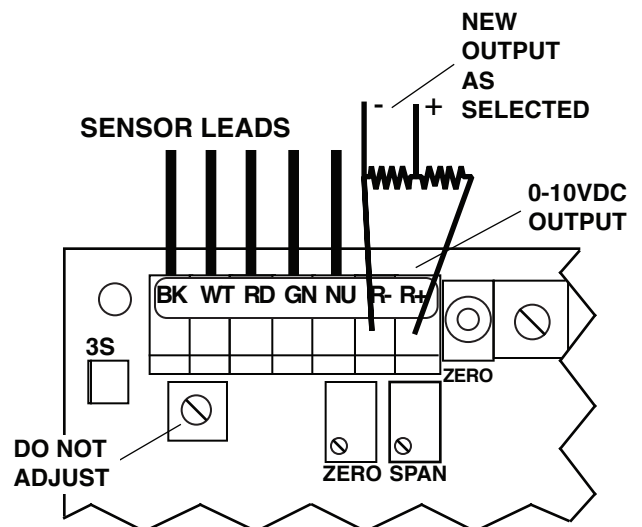 NEW
OUTPUT
AS
SELECTED
- +
SENSOR LEADS
0-10VDC
OUTPUT
BK WT RD GN NU R- R+
3S
ZERO
DO NOT
ADJUST
ZERO SPAN